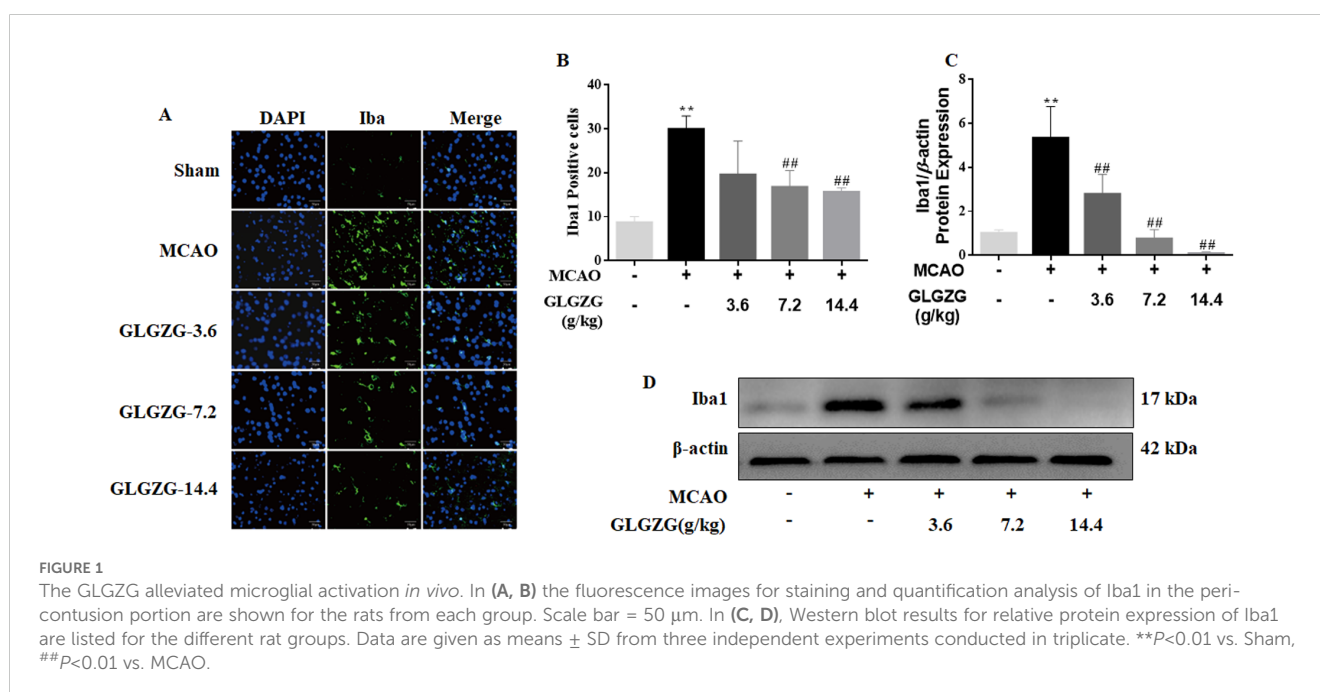 A
DAPI Iba Merge
Sham
MCAO
GLGZG-3.6
GLGZG-7.2
GLGZG-14.4
B
Iba1 Positive cells
40
30
20
10
0
**
##
##
MCAO - + + + +
GLGZG - - 3.6 7.2 14.4
(g/kg)
C
Iba1/β-actin
Protein Expression
8
6
4
2
0
**
##
##
##
MCAO - + + + +
GLGZG - - 3.6 7.2 14.4
(g/kg)
D
Iba1 17 kDa
β-actin 42 kDa
MCAO - + + + +
GLGZG(g/kg) - - 3.6 7.2 14.4
FIGURE 1
The GLGZG alleviated microglial activation in vivo. In (A, B) the fluorescence images for staining and quantification analysis of Iba1 in the peri-
contusion portion are shown for the rats from each group. Scale bar = 50 μm. In (C, D), Western blot results for relative protein expression of Iba1
are listed for the different rat groups. Data are given as means ± SD from three independent experiments conducted in triplicate. **P<0.01 vs. Sham,
##P<0.01 vs. MCAO.